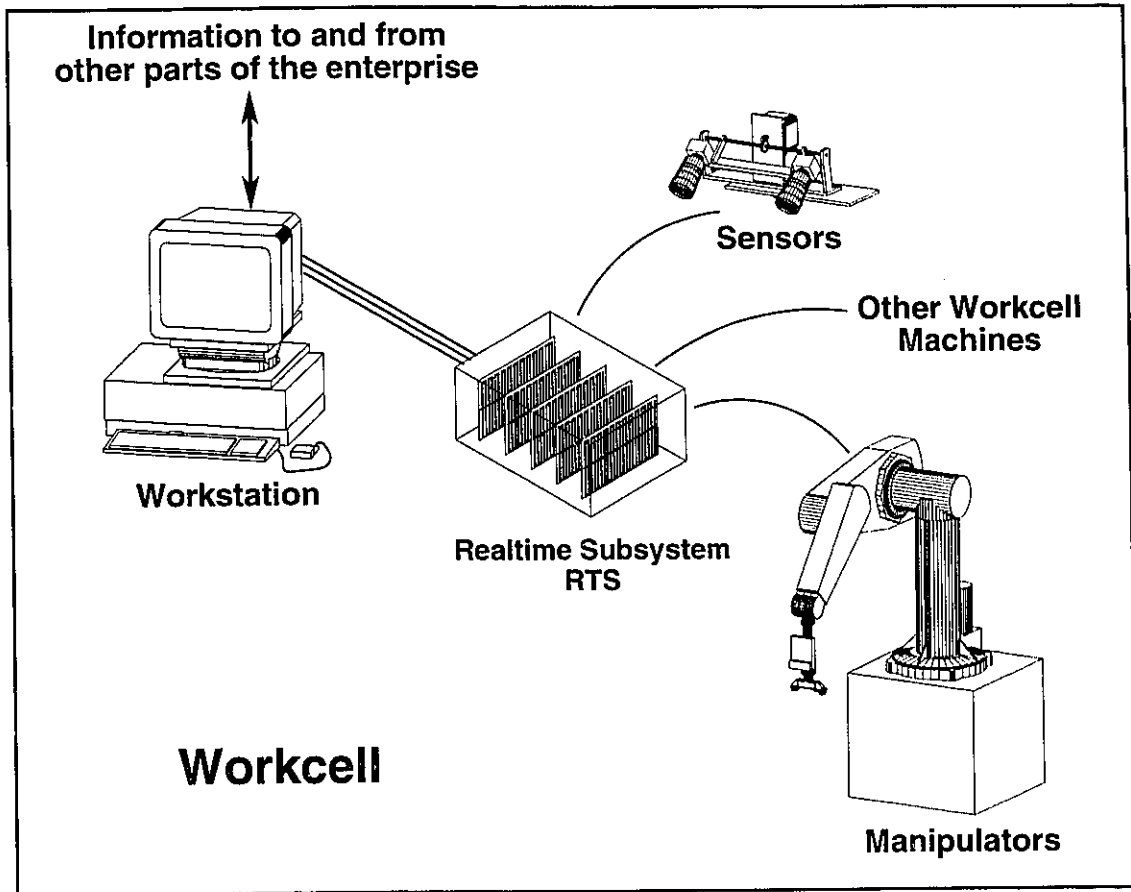 Information to and from
other parts of the enterprise
Sensors
Other Workcell
Machines
Workstation
Realtime Subsystem
RTS
Workcell
Manipulators